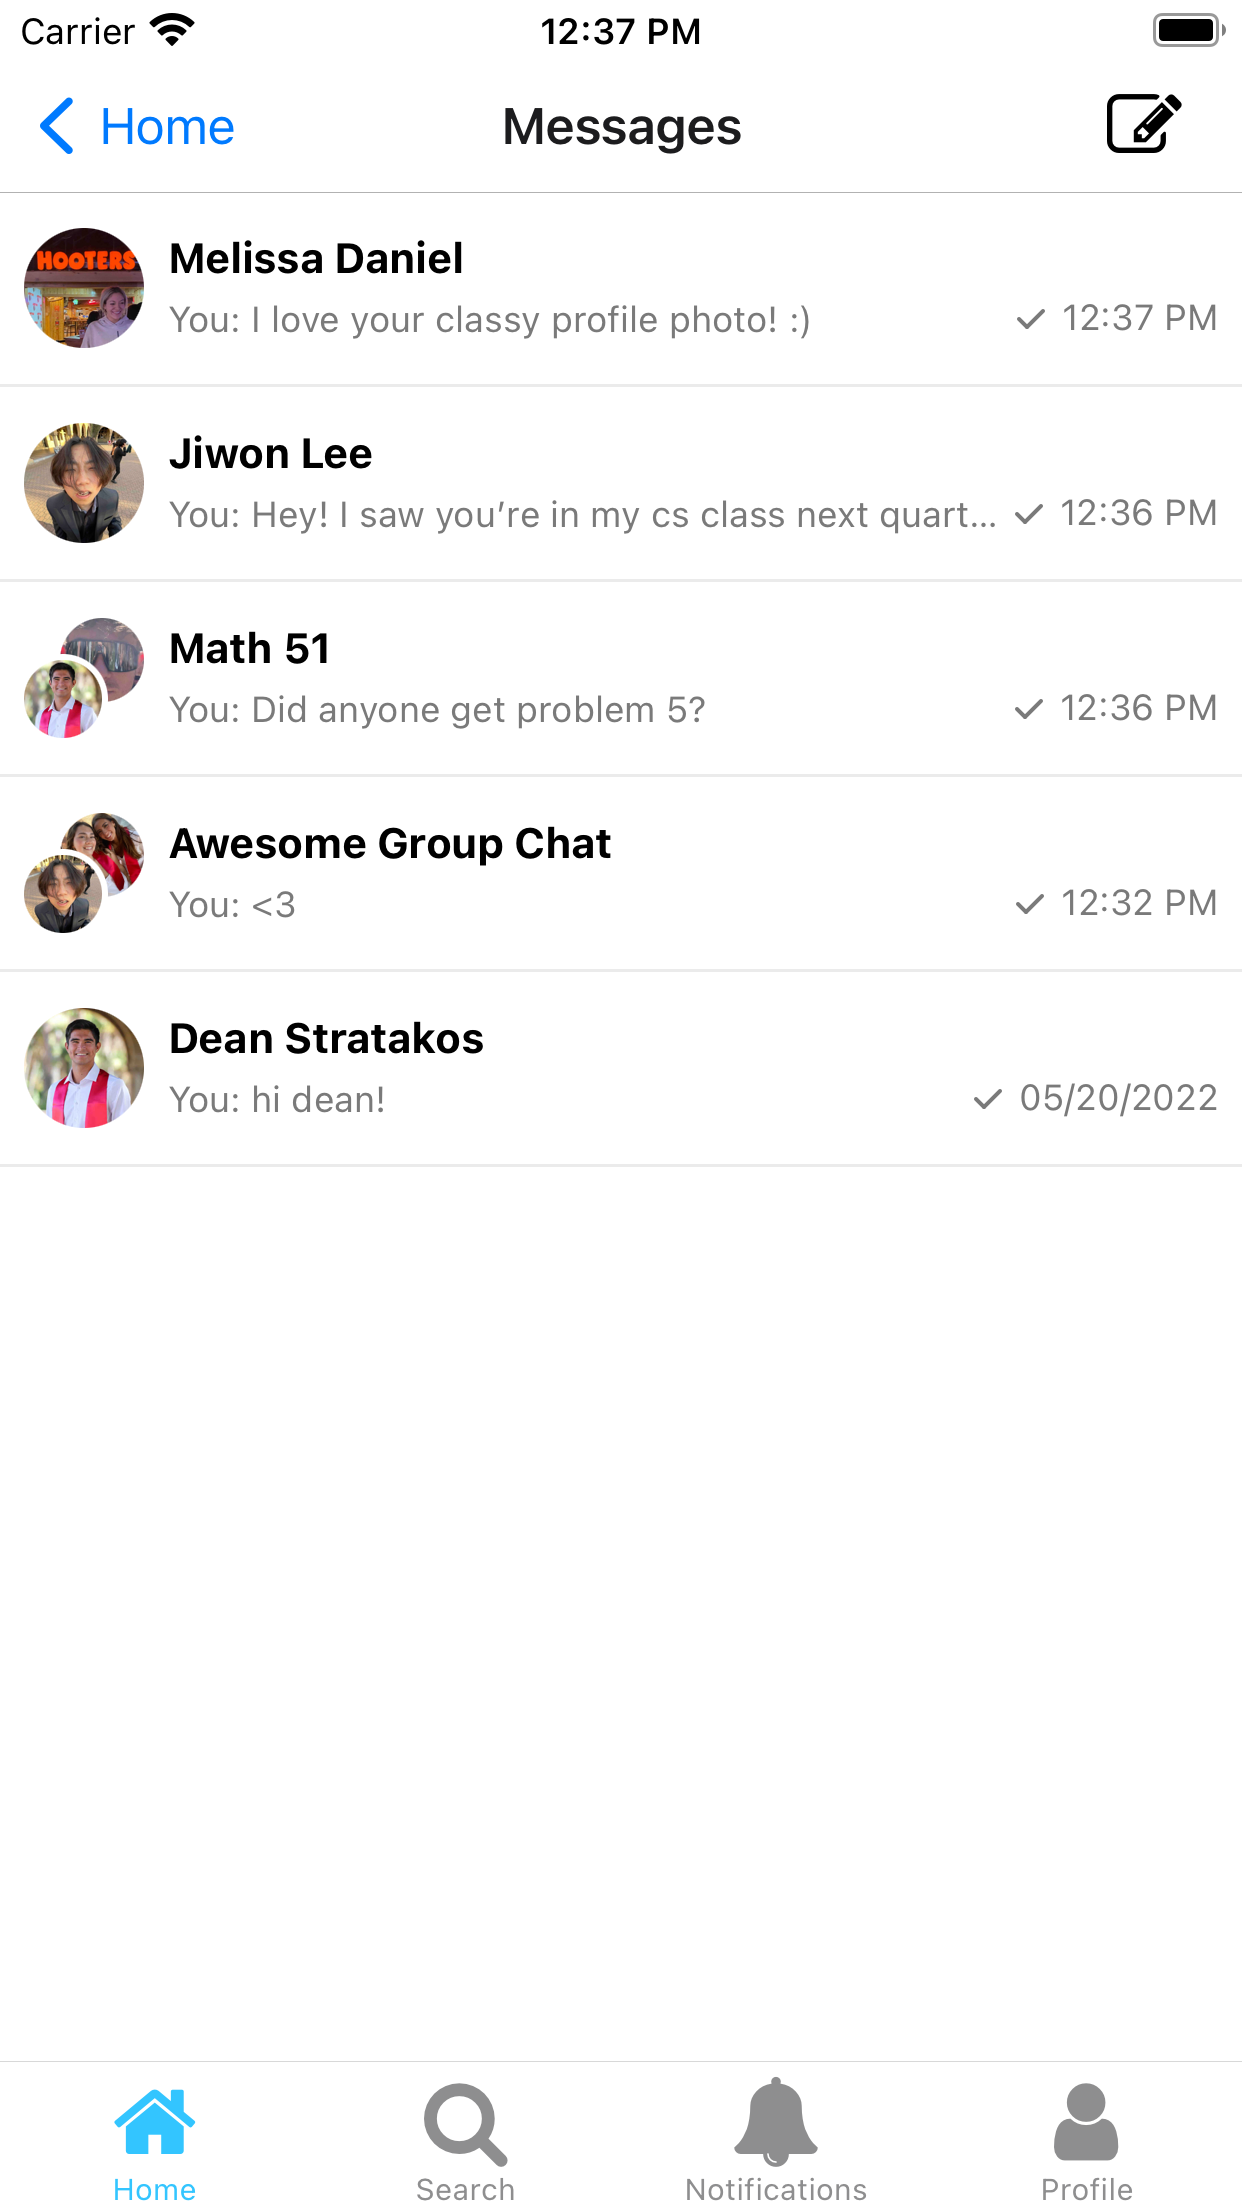 Carrier 12:37 PM
Home Messages
HOOTERS
Melissa Daniel
You: I love your classy profile photo! :) 12:37 PM
Jiwon Lee
You: Hey! I saw you’re in my cs class next quart... 12:36 PM
Math 51
You: Did anyone get problem 5? 12:36 PM
Awesome Group Chat
You: <3 12:32 PM
Dean Stratakos
You: hi dean! 05/20/2022
Home Search Notifications Profile